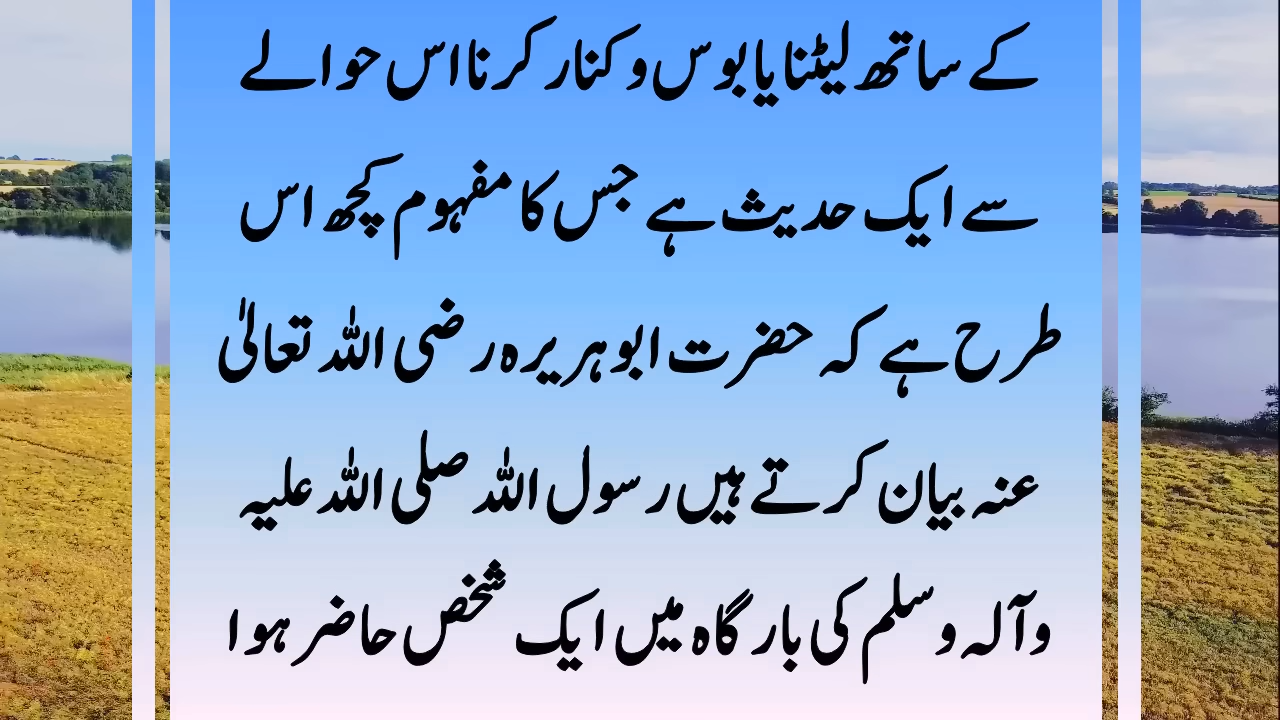 کے ساتھ لیٹنا یا بوس و کنار کرنا اس حوالے
سے ایک حدیث ہے جس کا مفہوم کچھ اس
طرح ہے کہ حضرت ابوہریرہ رضی اللہ تعالیٰ
عنہ بیان کرتے ہیں رسول اللہ صلی اللہ علیہ
وآلہ وسلم کی بارگاہ میں ایک شخص حاضر ہوا